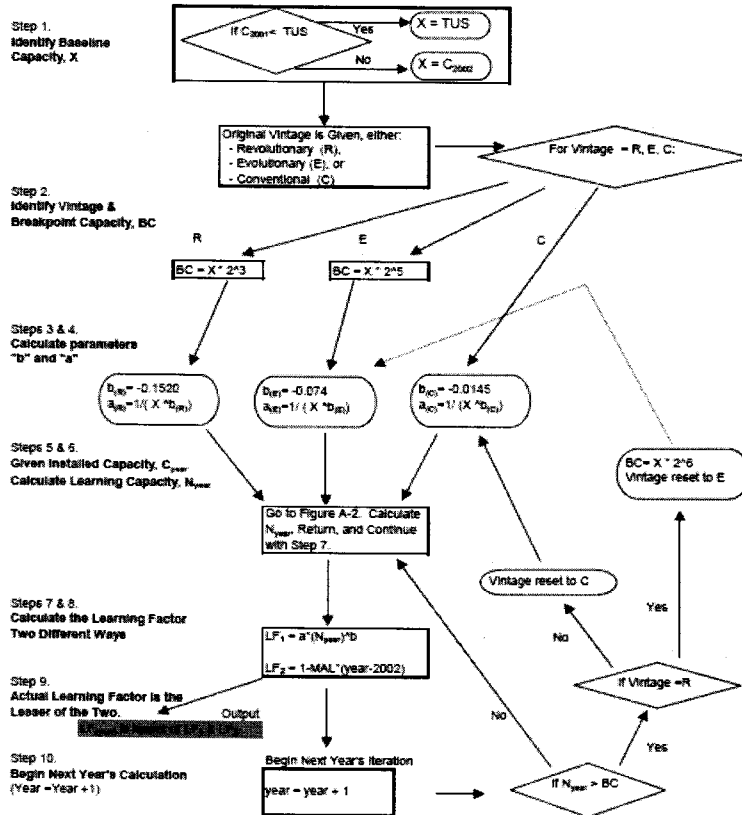 Step 1.
Identify Baseline
Capacity, X
If C2001< TUS
Yes
X = TUS
No
X = C2002
Original Vintage is Given, either:
- Revolutionary (R),
- Evolutionary (E), or
- Conventional (C)
For Vintage = R, E, C:
Step 2.
Identify Vintage &
Breakpoint Capacity, BC
R
E
C
BC = X * 2^3
BC = X * 2^5
Steps 3 & 4.
Calculate parameters
"b" and "a"
b(R)= -0.1520
a(R)=1/( X ^b(R))
b(E)= -0.074
a(E)=1/ ( X ^b(E))
b(C)= -0.0145
a(C)=1/ (X ^b(C))
Steps 5 & 6.
Given Installed Capacity, Cyear
Calculate Learning Capacity, Nyear
BC= X * 2^6
Vintage reset to E
Go to Figure A-2. Calculate
Nyear, Return, and Continue
with Step 7.
Vintage reset to C
Steps 7 & 8.
Calculate the Learning Factor
Two Different Ways
LF1 = a*(Nyear)^b
LF2 = 1-MAL*(year-2002)
Yes
No
If Vintage =R
Step 9.
Actual Learning Factor is the
Lesser of the Two.
Output
No
Yes
Step 10.
Begin Next Year's Calculation
(Year =Year +1)
Begin Next Year's Iteration
year = year + 1
If Nyear > BC